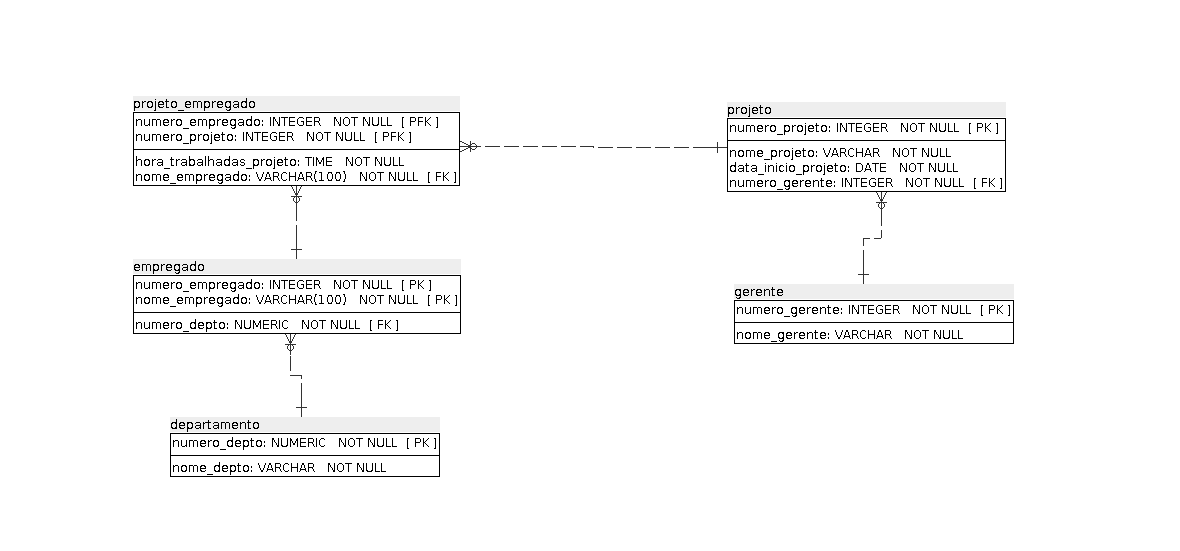 projeto_empregado
numero_empregado: INTEGER NOT NULL [ PFK ]
numero_projeto: INTEGER NOT NULL [ PFK ]
hora_trabalhadas_projeto: TIME NOT NULL
nome_empregado: VARCHAR(100) NOT NULL [ FK ]
projeto
numero_projeto: INTEGER NOT NULL [ PK ]
nome_projeto: VARCHAR NOT NULL
data_inicio_projeto: DATE NOT NULL
numero_gerente: INTEGER NOT NULL [ FK ]
empregado
numero_empregado: INTEGER NOT NULL [ PK ]
nome_empregado: VARCHAR(100) NOT NULL [ PK ]
numero_depto: NUMERIC NOT NULL [ FK ]
gerente
numero_gerente: INTEGER NOT NULL [ PK ]
nome_gerente: VARCHAR NOT NULL
departamento
numero_depto: NUMERIC NOT NULL [ PK ]
nome_depto: VARCHAR NOT NULL